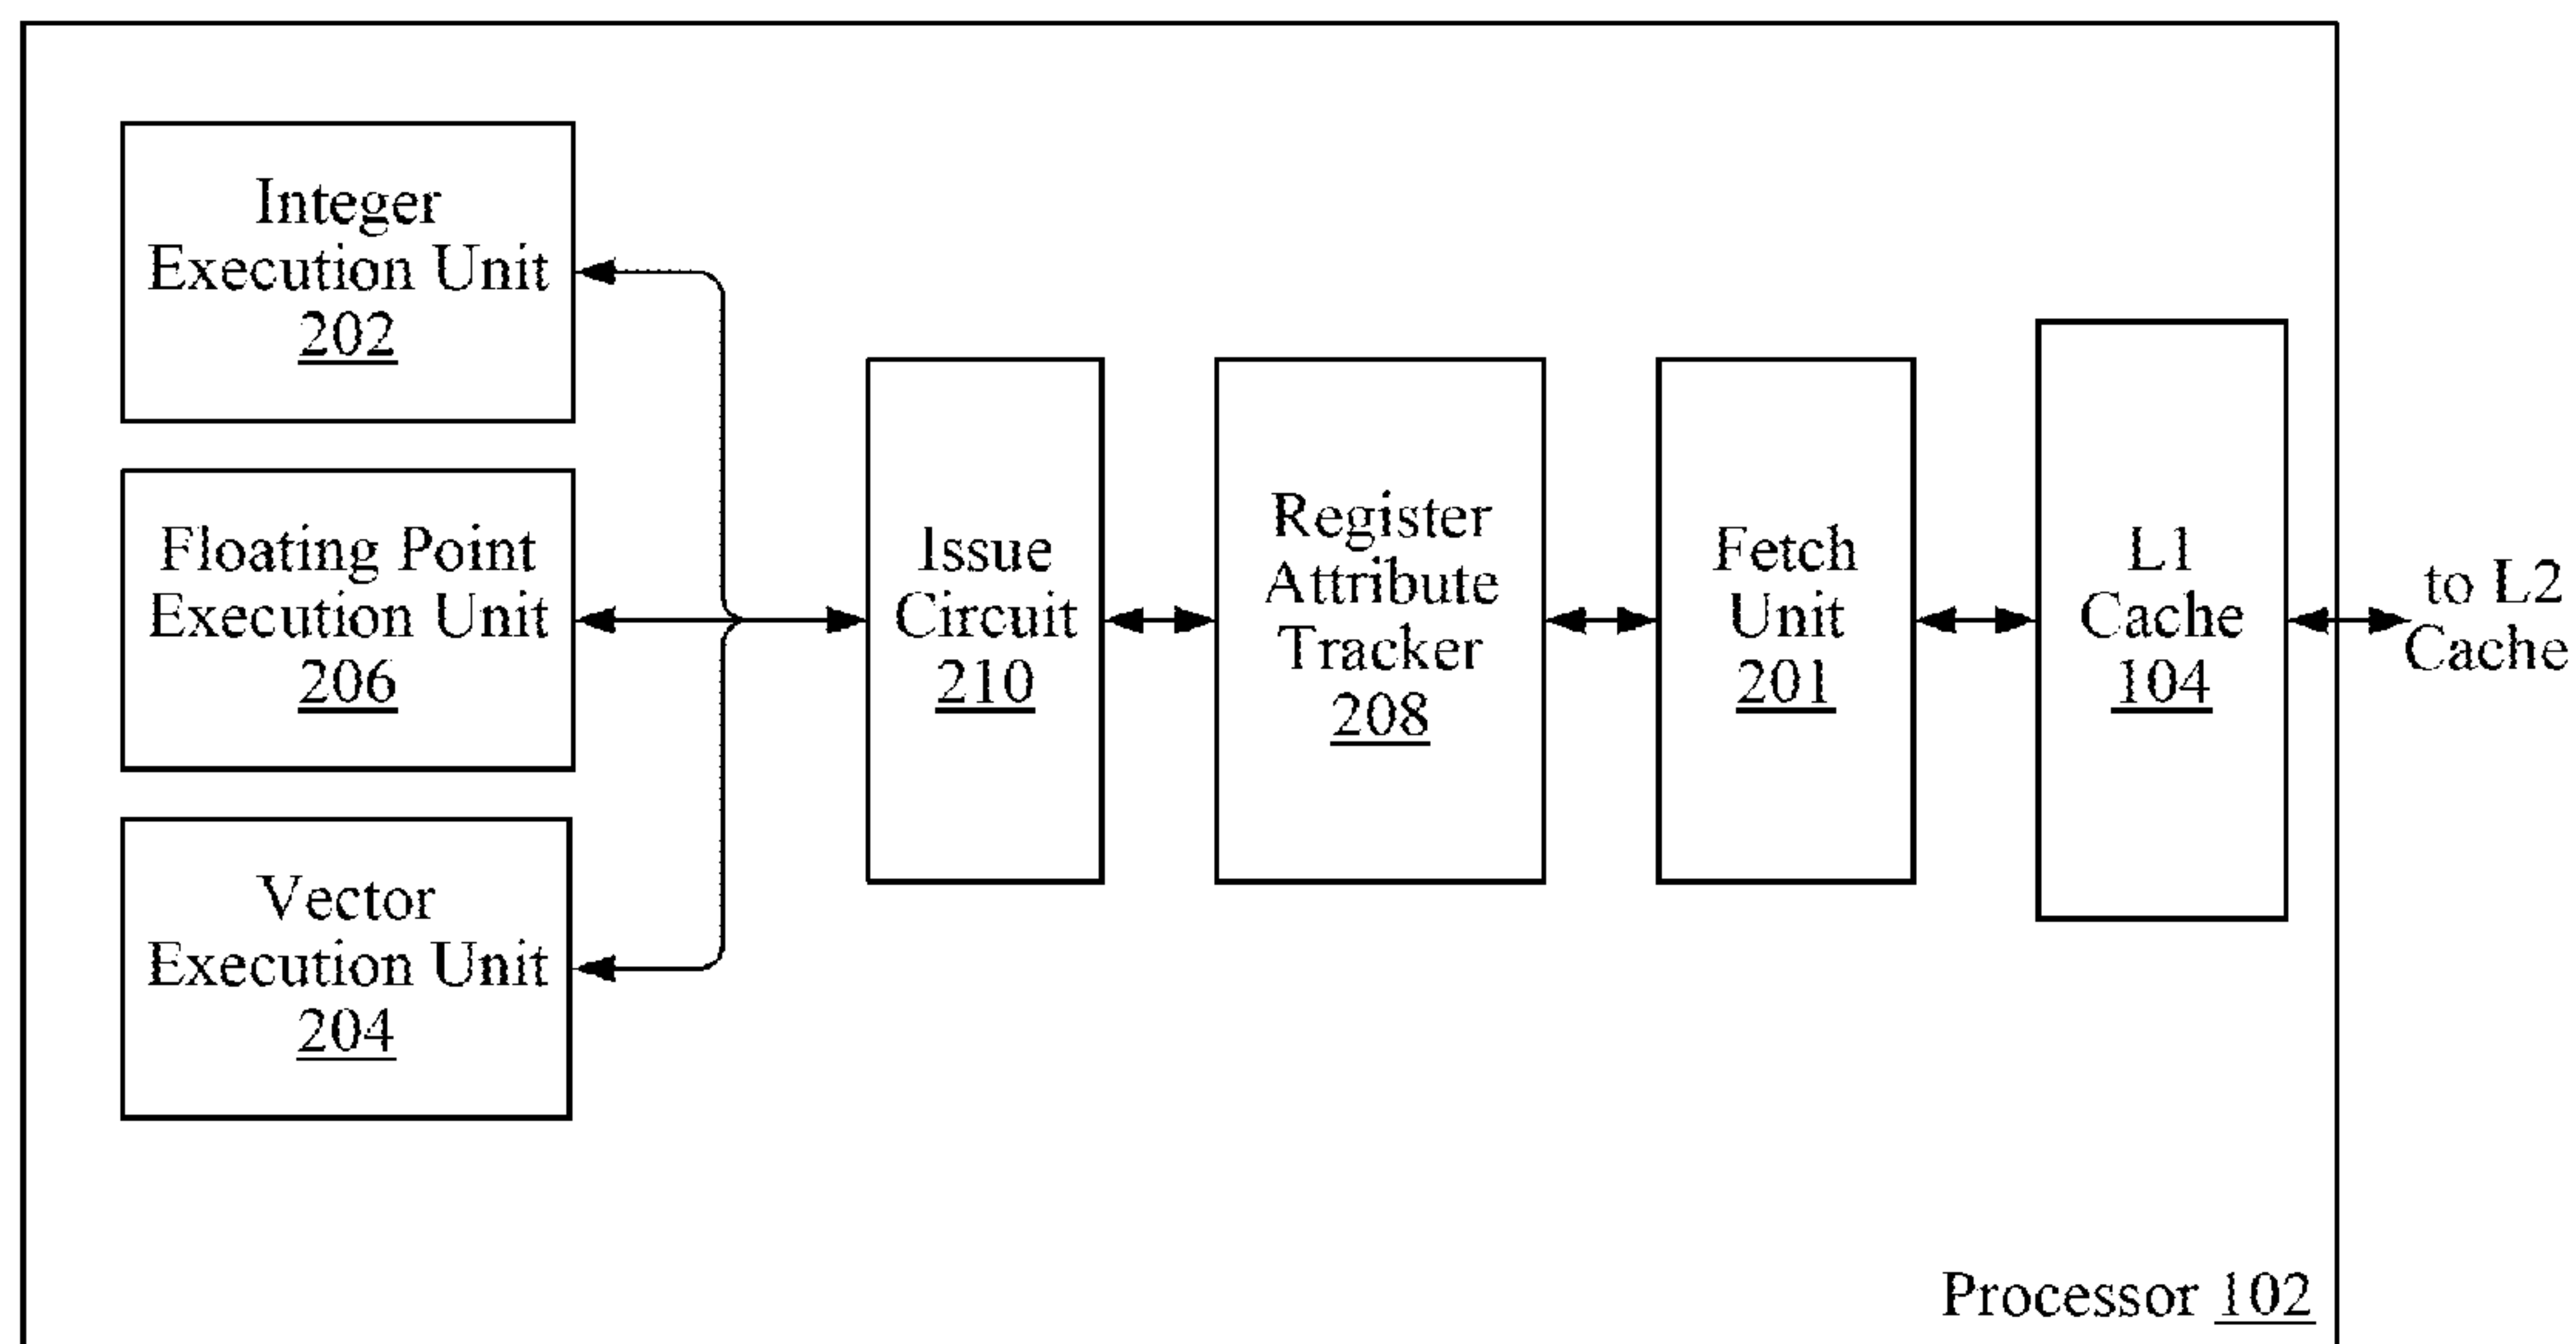 Integer
Execution Unit
202
Floating Point
Execution Unit
206
Vector
Execution Unit
204
Issue
Circuit
210
Register
Attribute
Tracker
208
Fetch
Unit
201
L1
Cache
104
to L2
Cache
Processor 102